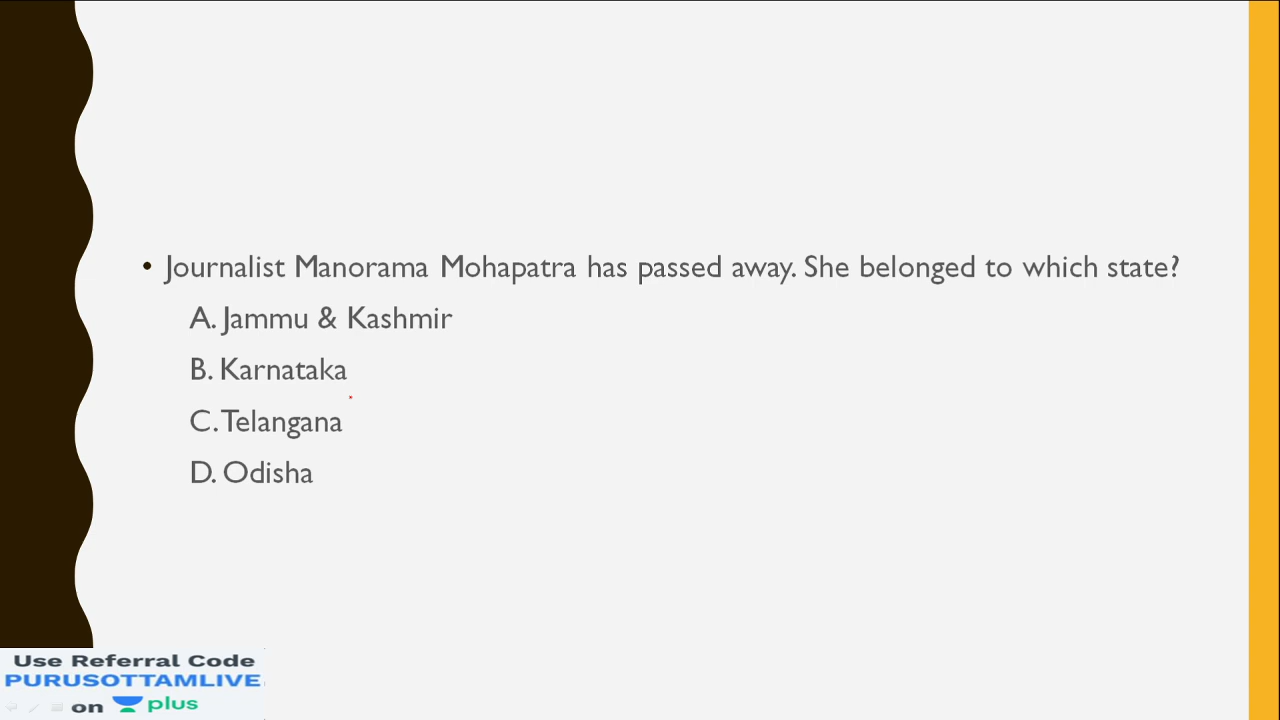 • Journalist Manorama Mohapatra has passed away. She belonged to which state?
A. Jammu & Kashmir
B. Karnataka
C. Telangana
D. Odisha
Use Referral Code
PURUSOTTAMLIVE
on plus